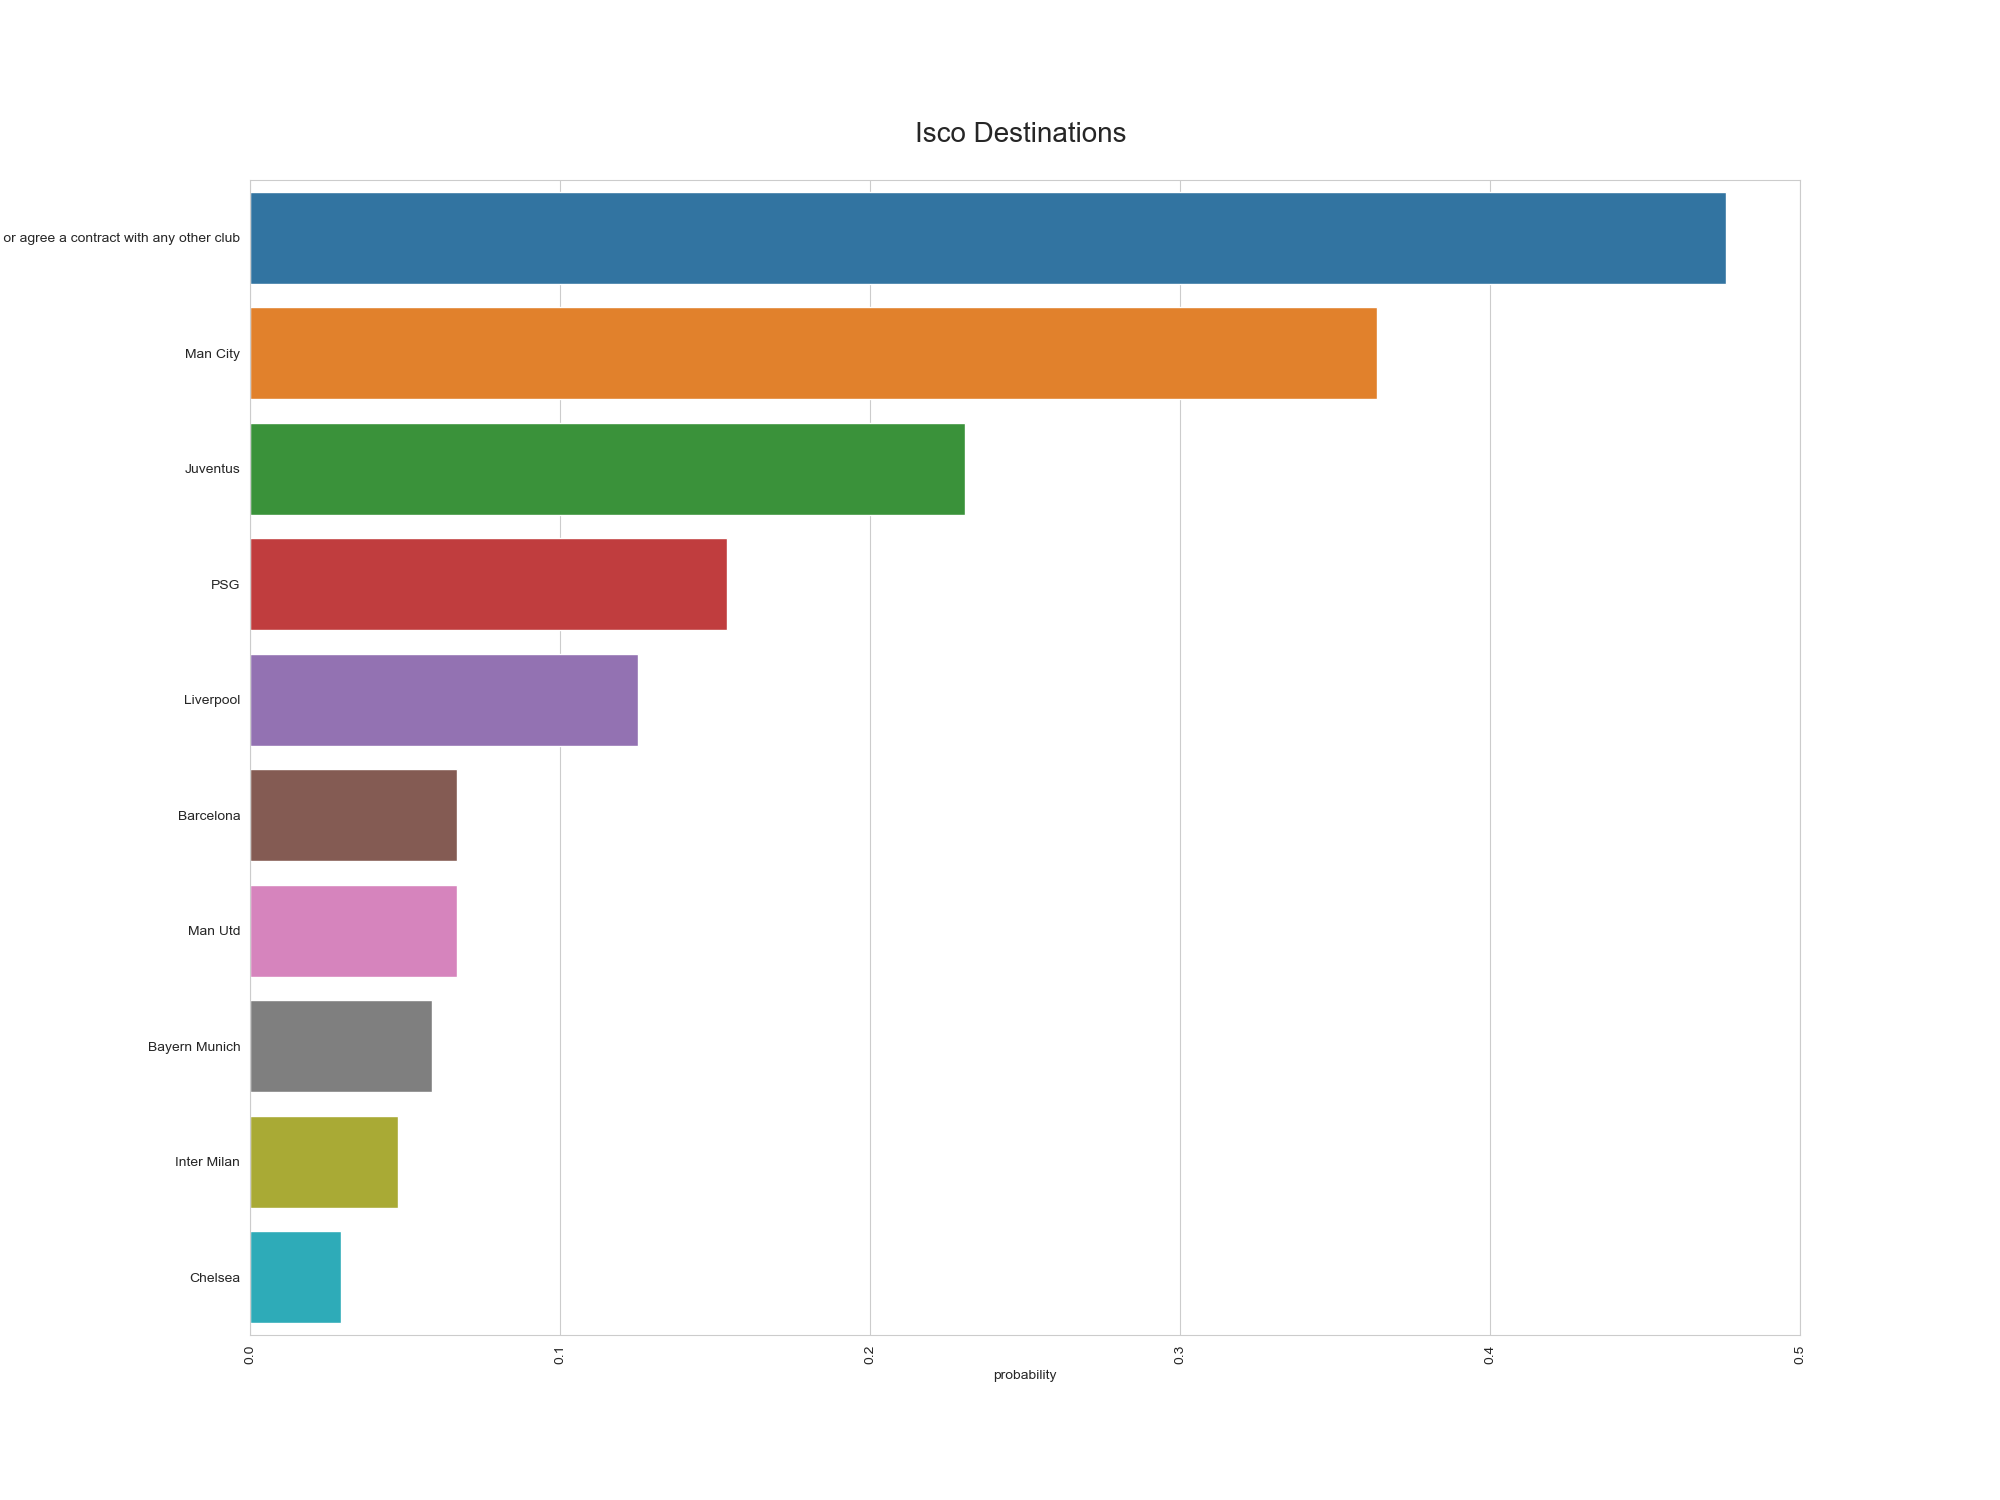 Isco Destinations
or agree a contract with any other club
Man City
Juventus
PSG
Liverpool
Barcelona
Man Utd
Bayern Munich
Inter Milan
Chelsea
0.0 0.1 0.2 0.3 0.4 0.5
probability